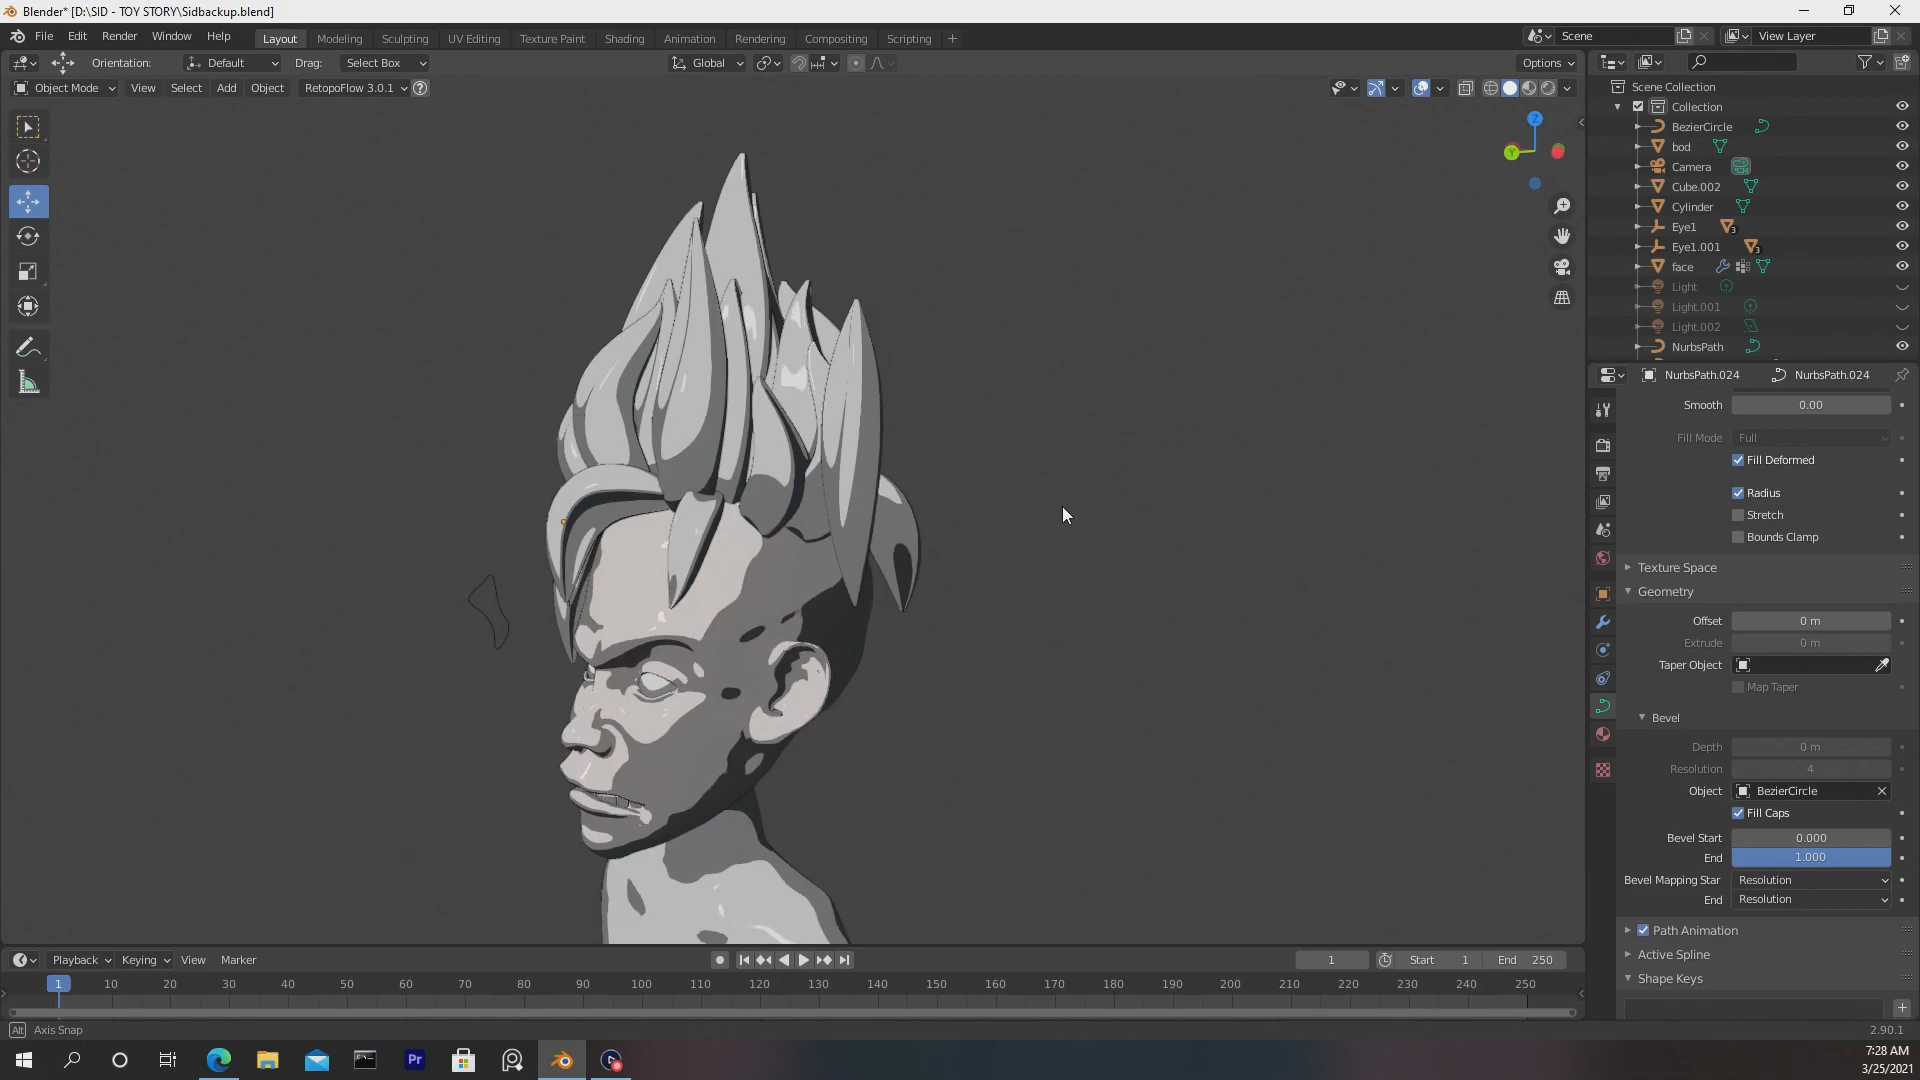 Blender* [D:\SID - TOY STORY\Sidbackup.blend]
File Edit Render Window Help
Layout Modeling Sculpting UV Editing Texture Paint Shading Animation Rendering Compositing Scripting
Scene
View Layer
Orientation: Default Drag: Select Box
Global
Options
Object Mode View Select Add Object RetopoFlow 3.0.1
Z
Y
Scene Collection
Collection
BezierCircle
bod
Camera
Cube.002
Cylinder
Eye1 3
Eye1.001 3
face
Light
Light.001
Light.002
NurbsPath
NurbsPath.024 NurbsPath.024
Smooth 0.00
Fill Mode Full
Fill Deformed
Radius
Stretch
Bounds Clamp
Texture Space
Geometry
Offset 0 m
Extrude 0 m
Taper Object
Map Taper
Bevel
Depth 0 m
Resolution 4
Object BezierCircle
Fill Caps
Bevel Start 0.000
End 1.000
Bevel Mapping Star Resolution
End Resolution
Path Animation
Active Spline
Shape Keys
Playback Keying View Marker
1 Start 1 End 250
1 10 20 30 40 50 60 70 80 90 100 110 120 130 140 150 160 170 180 190 200 210 220 230 240 250
Alt Axis Snap
2.90.1
Pr
7:28 AM
3/25/2021